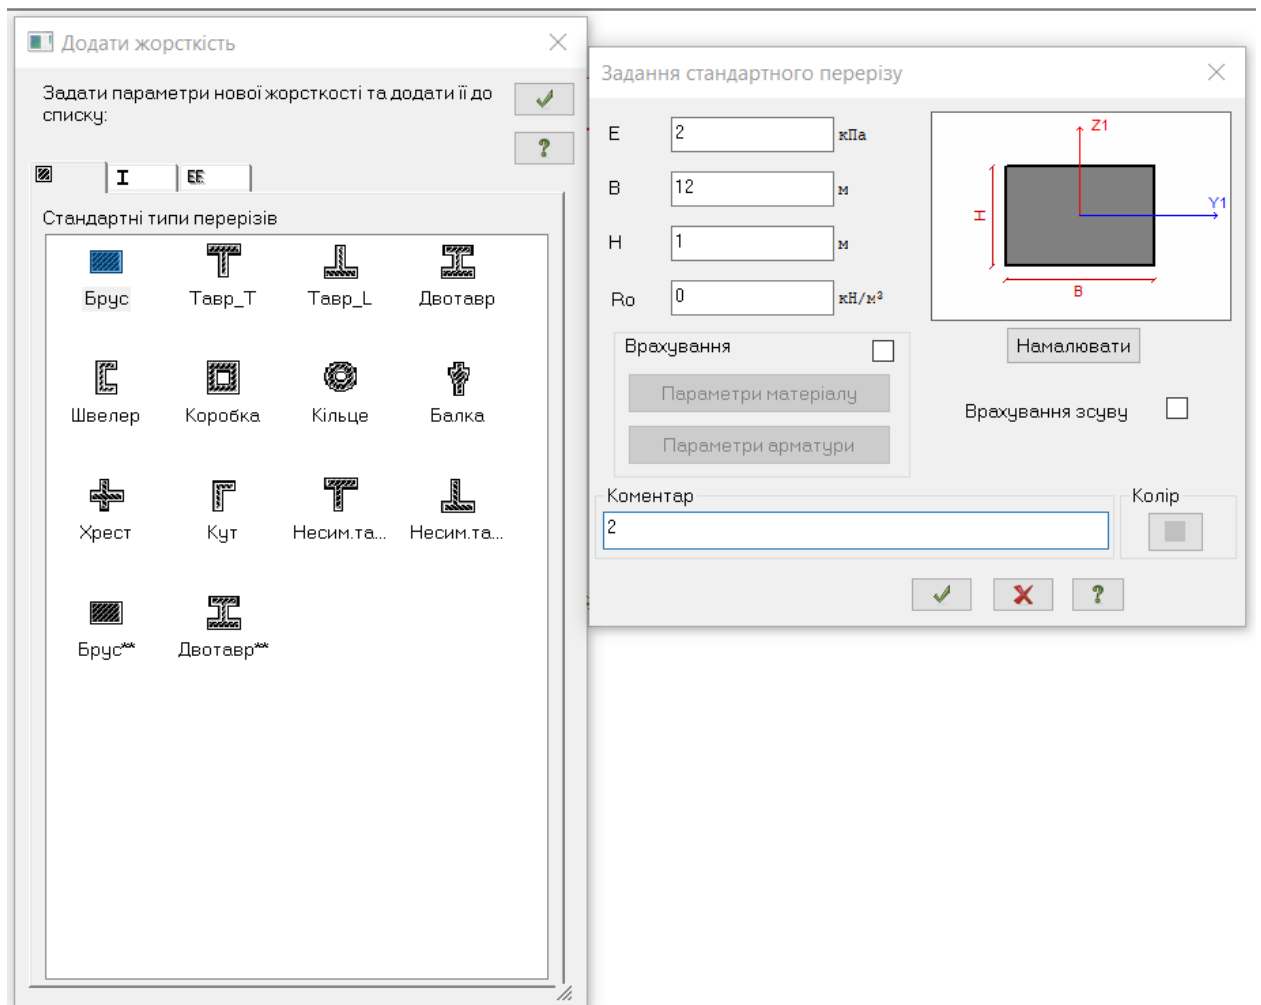 Додати жорсткість
Задати параметри нової жорсткості та додати її до
списку:
I
EE
Стандартні типи перерізів
Брус
Тавр_T
Тавр_L
Двотавр
Швелер
Коробка
Кільце
Балка
Хрест
Кут
Несим.та...
Несим.та...
Брус**
Двотавр**
Задання стандартного перерізу
E
2
кПа
B
12
м
H
1
м
Ro
0
кН/м³
Z1
Y1
H
B
Врахування
Параметри матеріалу
Параметри арматури
Намалювати
Врахування зсуву
Коментар
2
Колір